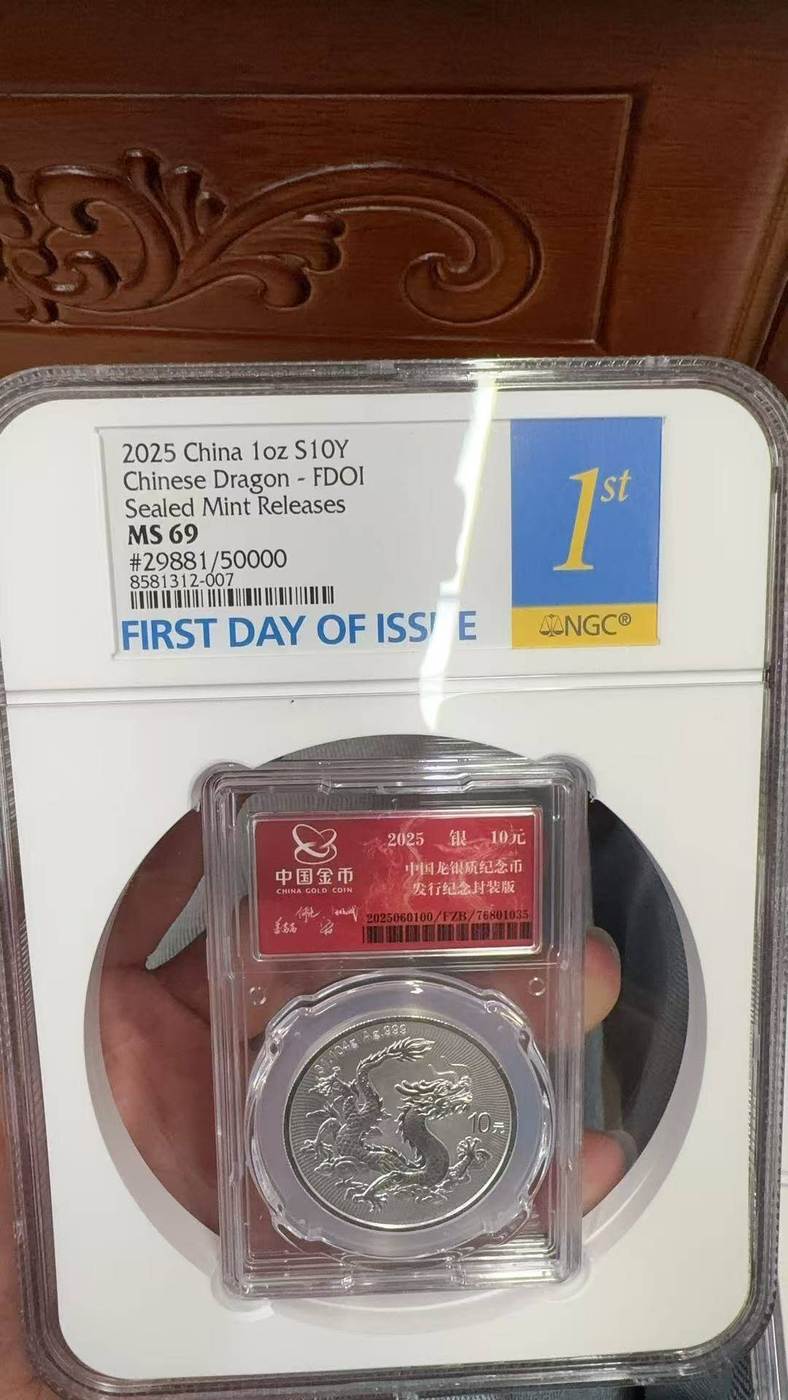 2025 China 1oz S10Y
Chinese Dragon - FDOI
Sealed Mint Releases
MS 69
#29881/50000
8581312-007
FIRST DAY OF ISSUE
1st
NGC®
中国金币
CHINA GOLD COIN
2025 银 10元
中国龙银质纪念币
发行纪念封装版
2025060100/FZB/76801035
Ag.999
10元